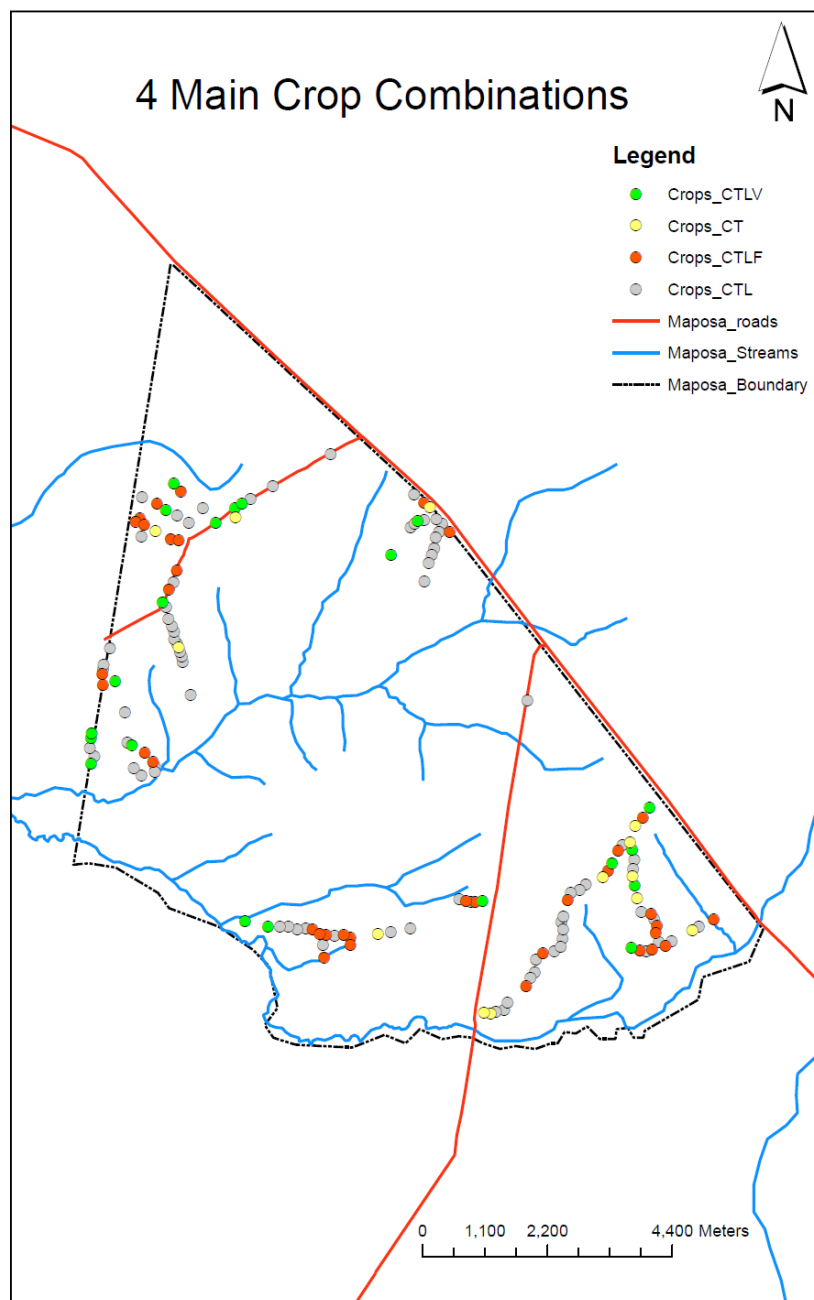 4 Main Crop Combinations
N
Legend
Crops_CTLV
Crops_CT
Crops_CTLF
Crops_CTL
Maposa_roads
Maposa_Streams
Maposa_Boundary
0 1,100 2,200 4,400 Meters